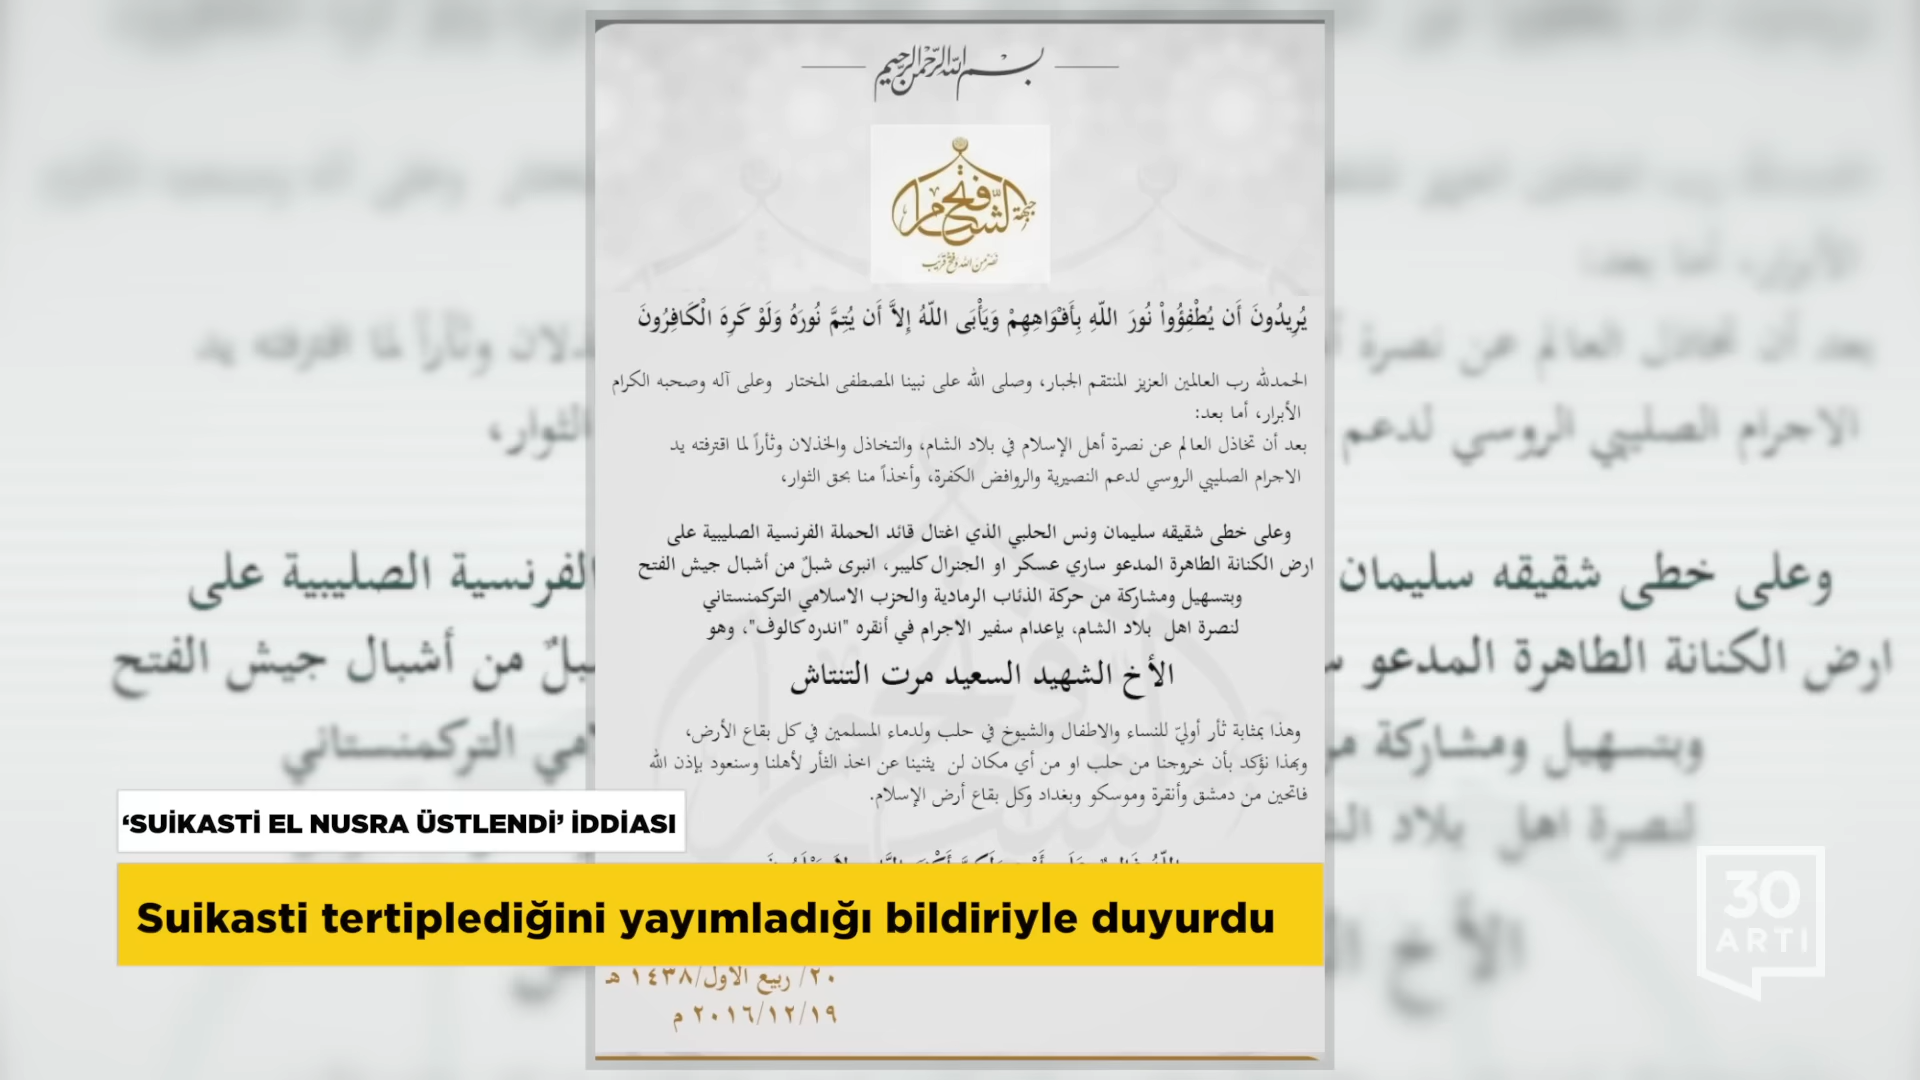 بسم الله الرحمن الرحيم
جبهة فتح الشام
نصر من الله وفتح قريب
يُرِيدُونَ أَن يُطْفِؤُواْ نُورَ اللّهِ بِأَفْوَاهِهِمْ وَيَأْبَى اللّهُ إِلاَّ أَن يُتِمَّ نُورَهُ وَلَوْ كَرِهَ الْكَافِرُونَ
الحمدلله رب العالمين العزيز المنتقم الجبار، وصلى الله على نبينا المصطفى المختار وعلى آله وصحبه الكرام
الأبرار، أما بعد:
بعد أن تخاذل العالم عن نصرة أهل الإسلام في بلاد الشام، والتخاذل والخذلان وثأراً لما اقترفته يد
الاجرام الصليبي الروسي لدعم النصيرية والروافض الكفرة، وأخذاً منا بحق الثوار،
وعلى خطى شقيقه سليمان ونس الحلبي الذي اغتال قائد الحملة الفرنسية الصليبية على
ارض الكنانة الطاهرة المدعو ساري عسكر او الجنرال كليبر، انبرى شبلٌ من أشبال جيش الفتح
وبتسهيل ومشاركة من حركة الذئاب الرمادية والحزب الاسلامي التركمنستاني
لنصرة اهل بلاد الشام، بإعدام سفير الاجرام في أنقره "اندره كالوف"، وهو
الأخ الشهيد السعيد مرت التنتاش
وهذا بمثابة ثأر أوليّ للنساء والاطفال والشيوخ في حلب ولدماء المسلمين في كل بقاع الأرض،
وبهذا نؤكد بأن خروجنا من حلب او من أي مكان لن يثنينا عن اخذ الثأر لأهلنا وسنعود بإذن الله
فاتحين من دمشق وأنقرة وموسكو وبغداد وكل بقاع أرض الإسلام.
‘SUİKASTİ EL NUSRA ÜSTLENDİ’ İDDİASI
Suikasti tertiplediğini yayımladığı bildiriyle duyurdu
٢٠/ ربيع الاول/١٤٣٨ هـ
٢٠١٦/١٢/١٩ م
30
ARTI